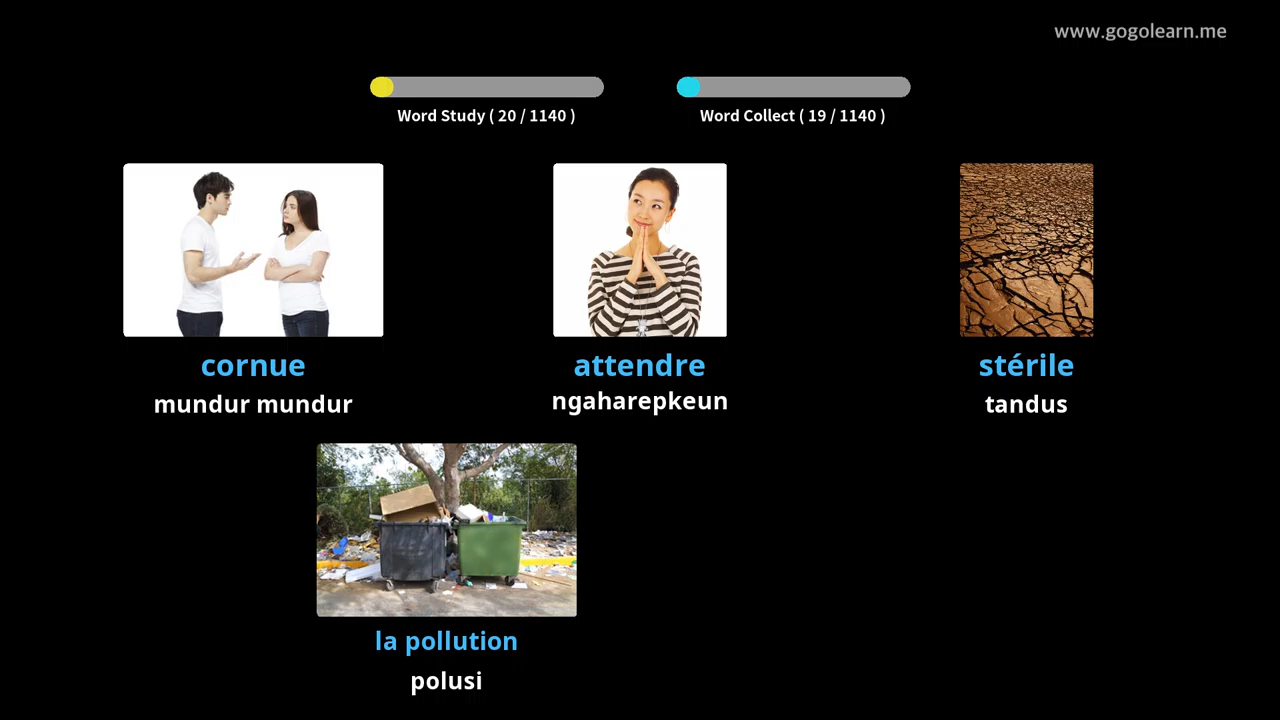 www.gogolearn.me
Word Study ( 20 / 1140 )
Word Collect ( 19 / 1140 )
cornue
mundur mundur
attendre
ngaharepkeun
stérile
tandus
la pollution
polusi